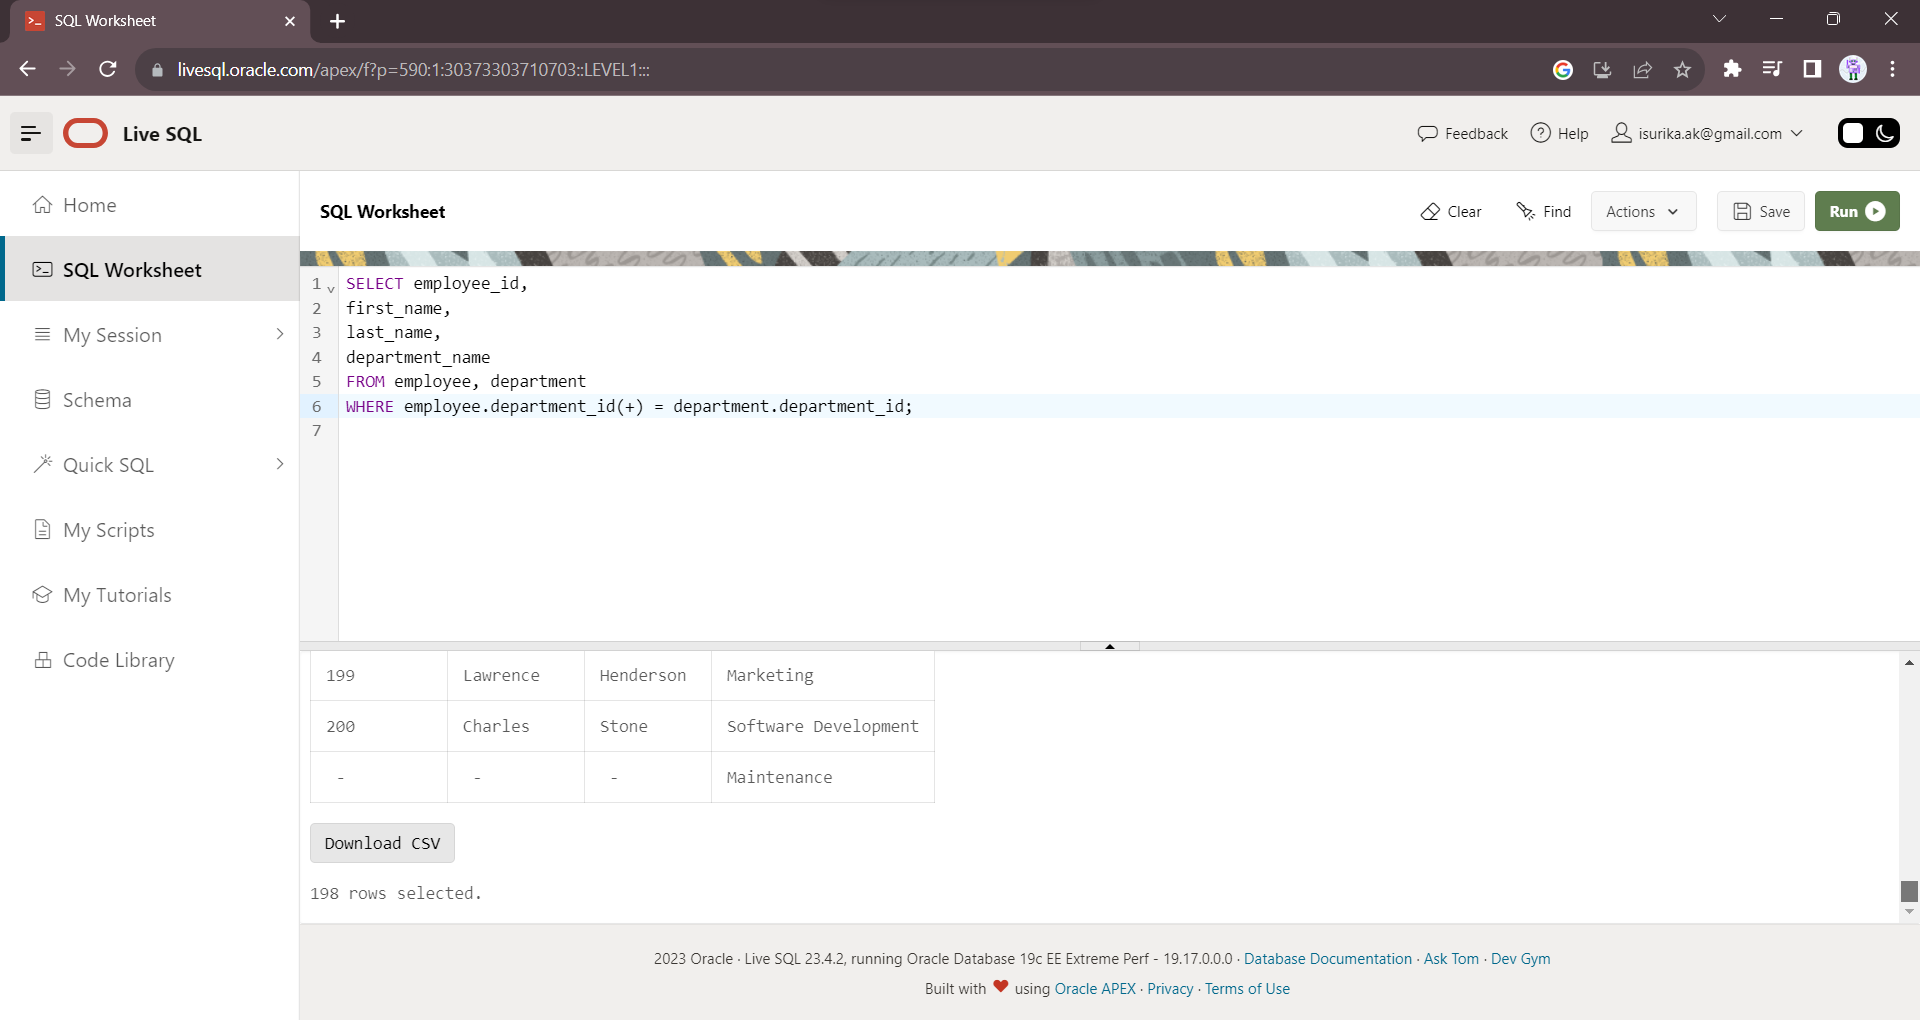 SQL Worksheet
livesql.oracle.com/apex/f?p=590:1:30373303710703::LEVEL1:::
Live SQL
Feedback
Help
isurika.ak@gmail.com
Home
SQL Worksheet
My Session
Schema
Quick SQL
My Scripts
My Tutorials
Code Library
SQL Worksheet
Clear
Find
Actions
Save
Run
1 SELECT employee_id,
2 first_name,
3 last_name,
4 department_name
5 FROM employee, department
6 WHERE employee.department_id(+) = department.department_id;
7
199 Lawrence Henderson Marketing
200 Charles Stone Software Development
- - - Maintenance
Download CSV
198 rows selected.
2023 Oracle · Live SQL 23.4.2, running Oracle Database 19c EE Extreme Perf - 19.17.0.0.0 · Database Documentation · Ask Tom · Dev Gym
Built with ❤ using Oracle APEX · Privacy · Terms of Use